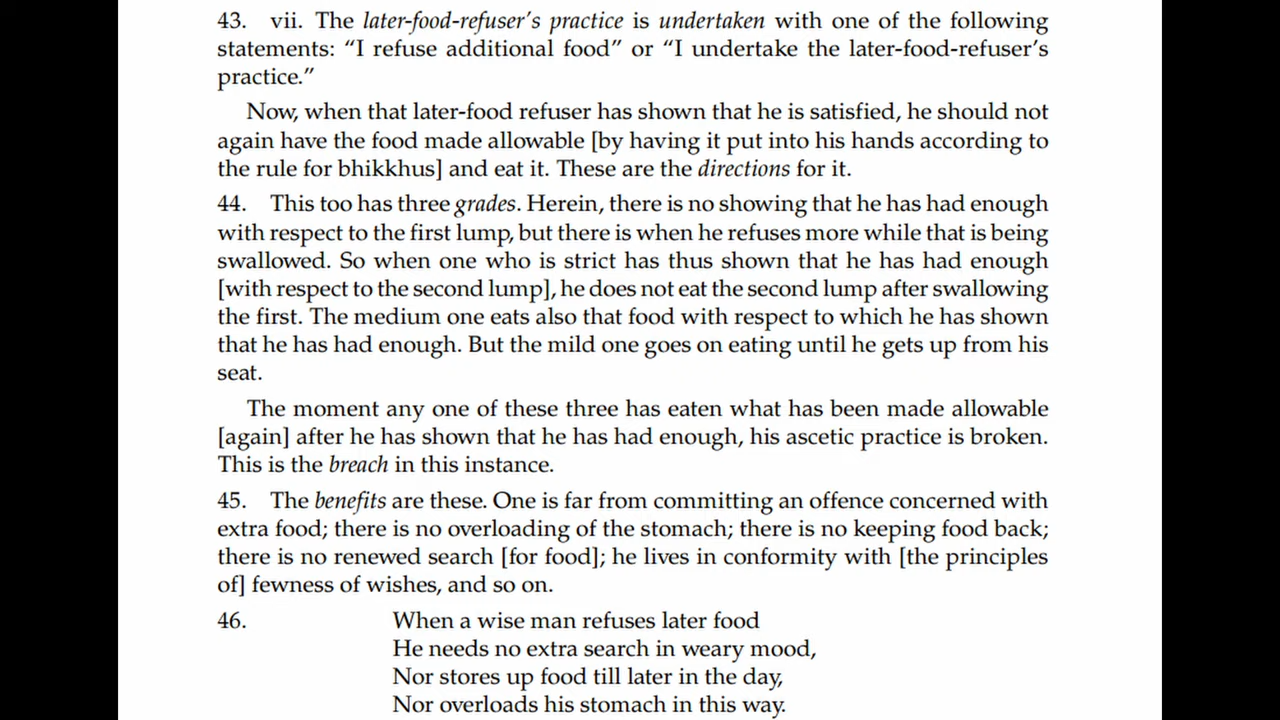 43. vii. The later-food-refuser's practice is undertaken with one of the following
statements: “I refuse additional food” or “I undertake the later-food-refuser's
practice.”
Now, when that later-food refuser has shown that he is satisfied, he should not
again have the food made allowable [by having it put into his hands according to
the rule for bhikkhus] and eat it. These are the directions for it.
44. This too has three grades. Herein, there is no showing that he has had enough
with respect to the first lump, but there is when he refuses more while that is being
swallowed. So when one who is strict has thus shown that he has had enough
[with respect to the second lump], he does not eat the second lump after swallowing
the first. The medium one eats also that food with respect to which he has shown
that he has had enough. But the mild one goes on eating until he gets up from his
seat.
The moment any one of these three has eaten what has been made allowable
[again] after he has shown that he has had enough, his ascetic practice is broken.
This is the breach in this instance.
45. The benefits are these. One is far from committing an offence concerned with
extra food; there is no overloading of the stomach; there is no keeping food back;
there is no renewed search [for food]; he lives in conformity with [the principles
of] fewness of wishes, and so on.
46. When a wise man refuses later food
He needs no extra search in weary mood,
Nor stores up food till later in the day,
Nor overloads his stomach in this way.